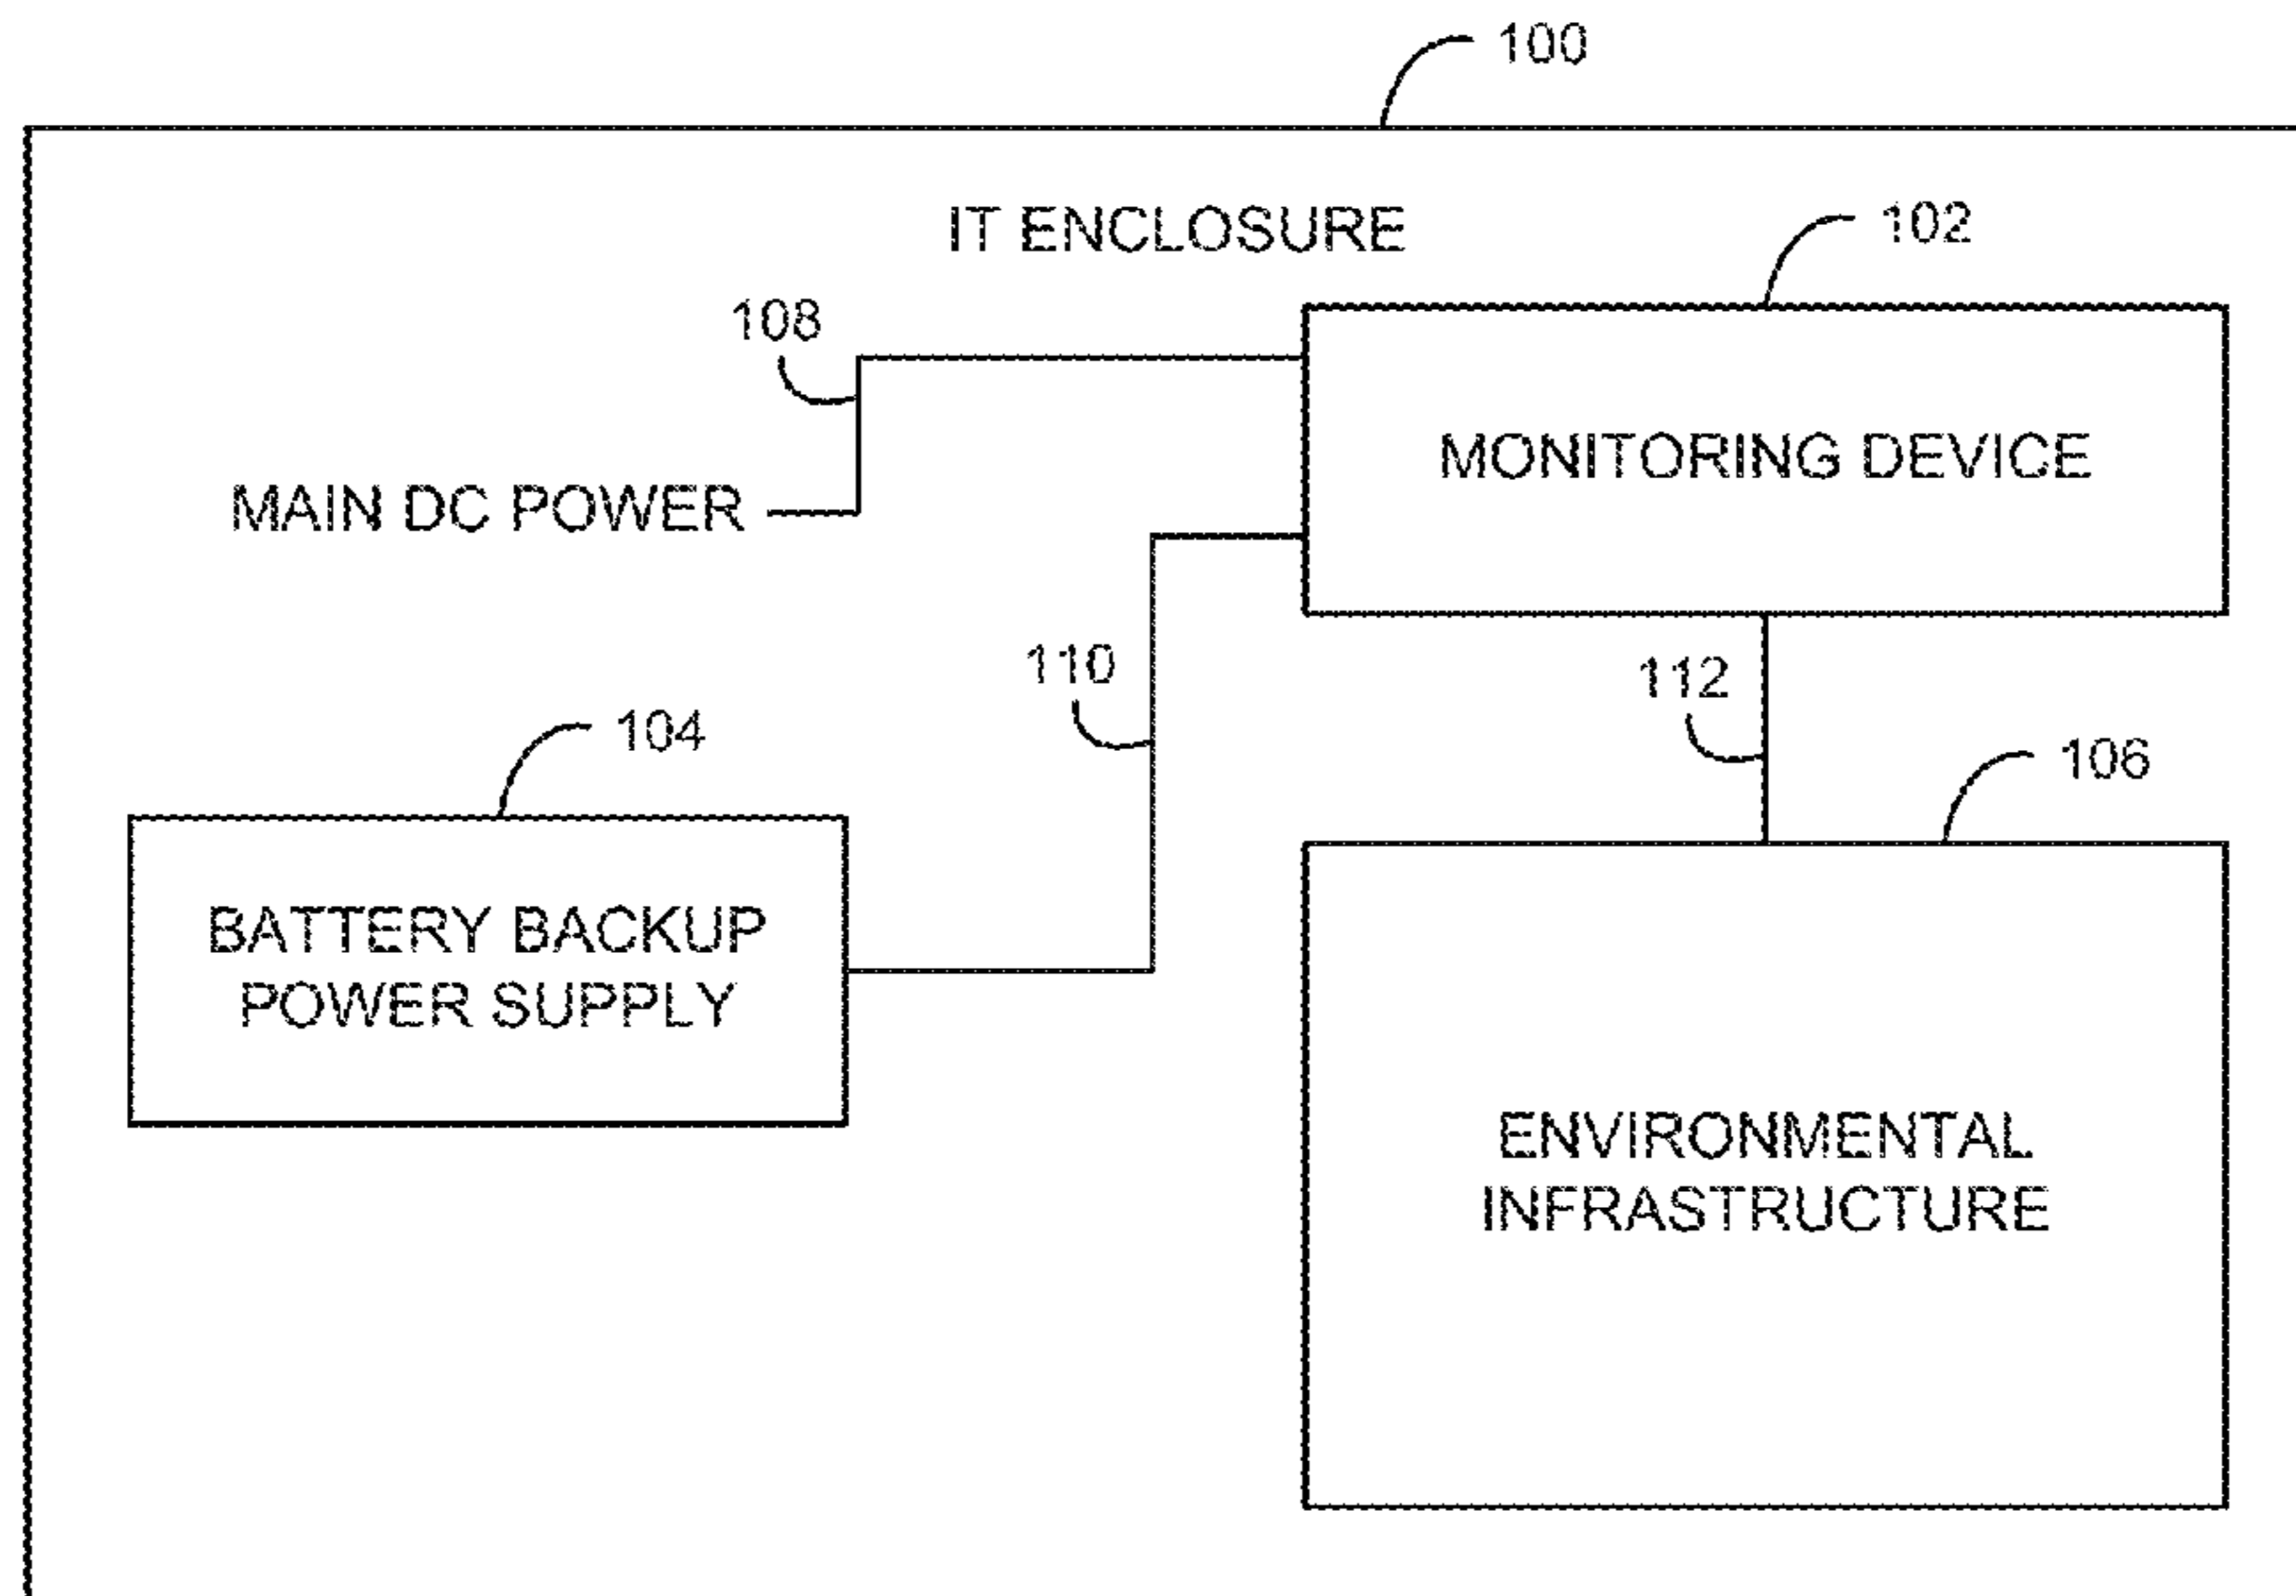 100
IT ENCLOSURE
102
108
MONITORING DEVICE
MAIN DC POWER
110
112
104
106
BATTERY BACKUP
POWER SUPPLY
ENVIRONMENTAL
INFRASTRUCTURE